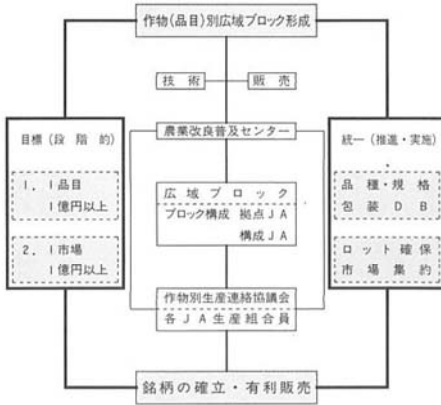 作物(品目)別広域ブロック形成
技術 販売
農業改良普及センター
目標(段階的)
1. 1品目
1億円以上
2. 1市場
1億円以上
広域ブロック
ブロック構成 拠点JA
構成JA
統一(推進・実施)
品種・規格
包装DB
ロット確保
市場集約
作物別生産連絡協議会
各JA生産組合員
銘柄の確立・有利販売